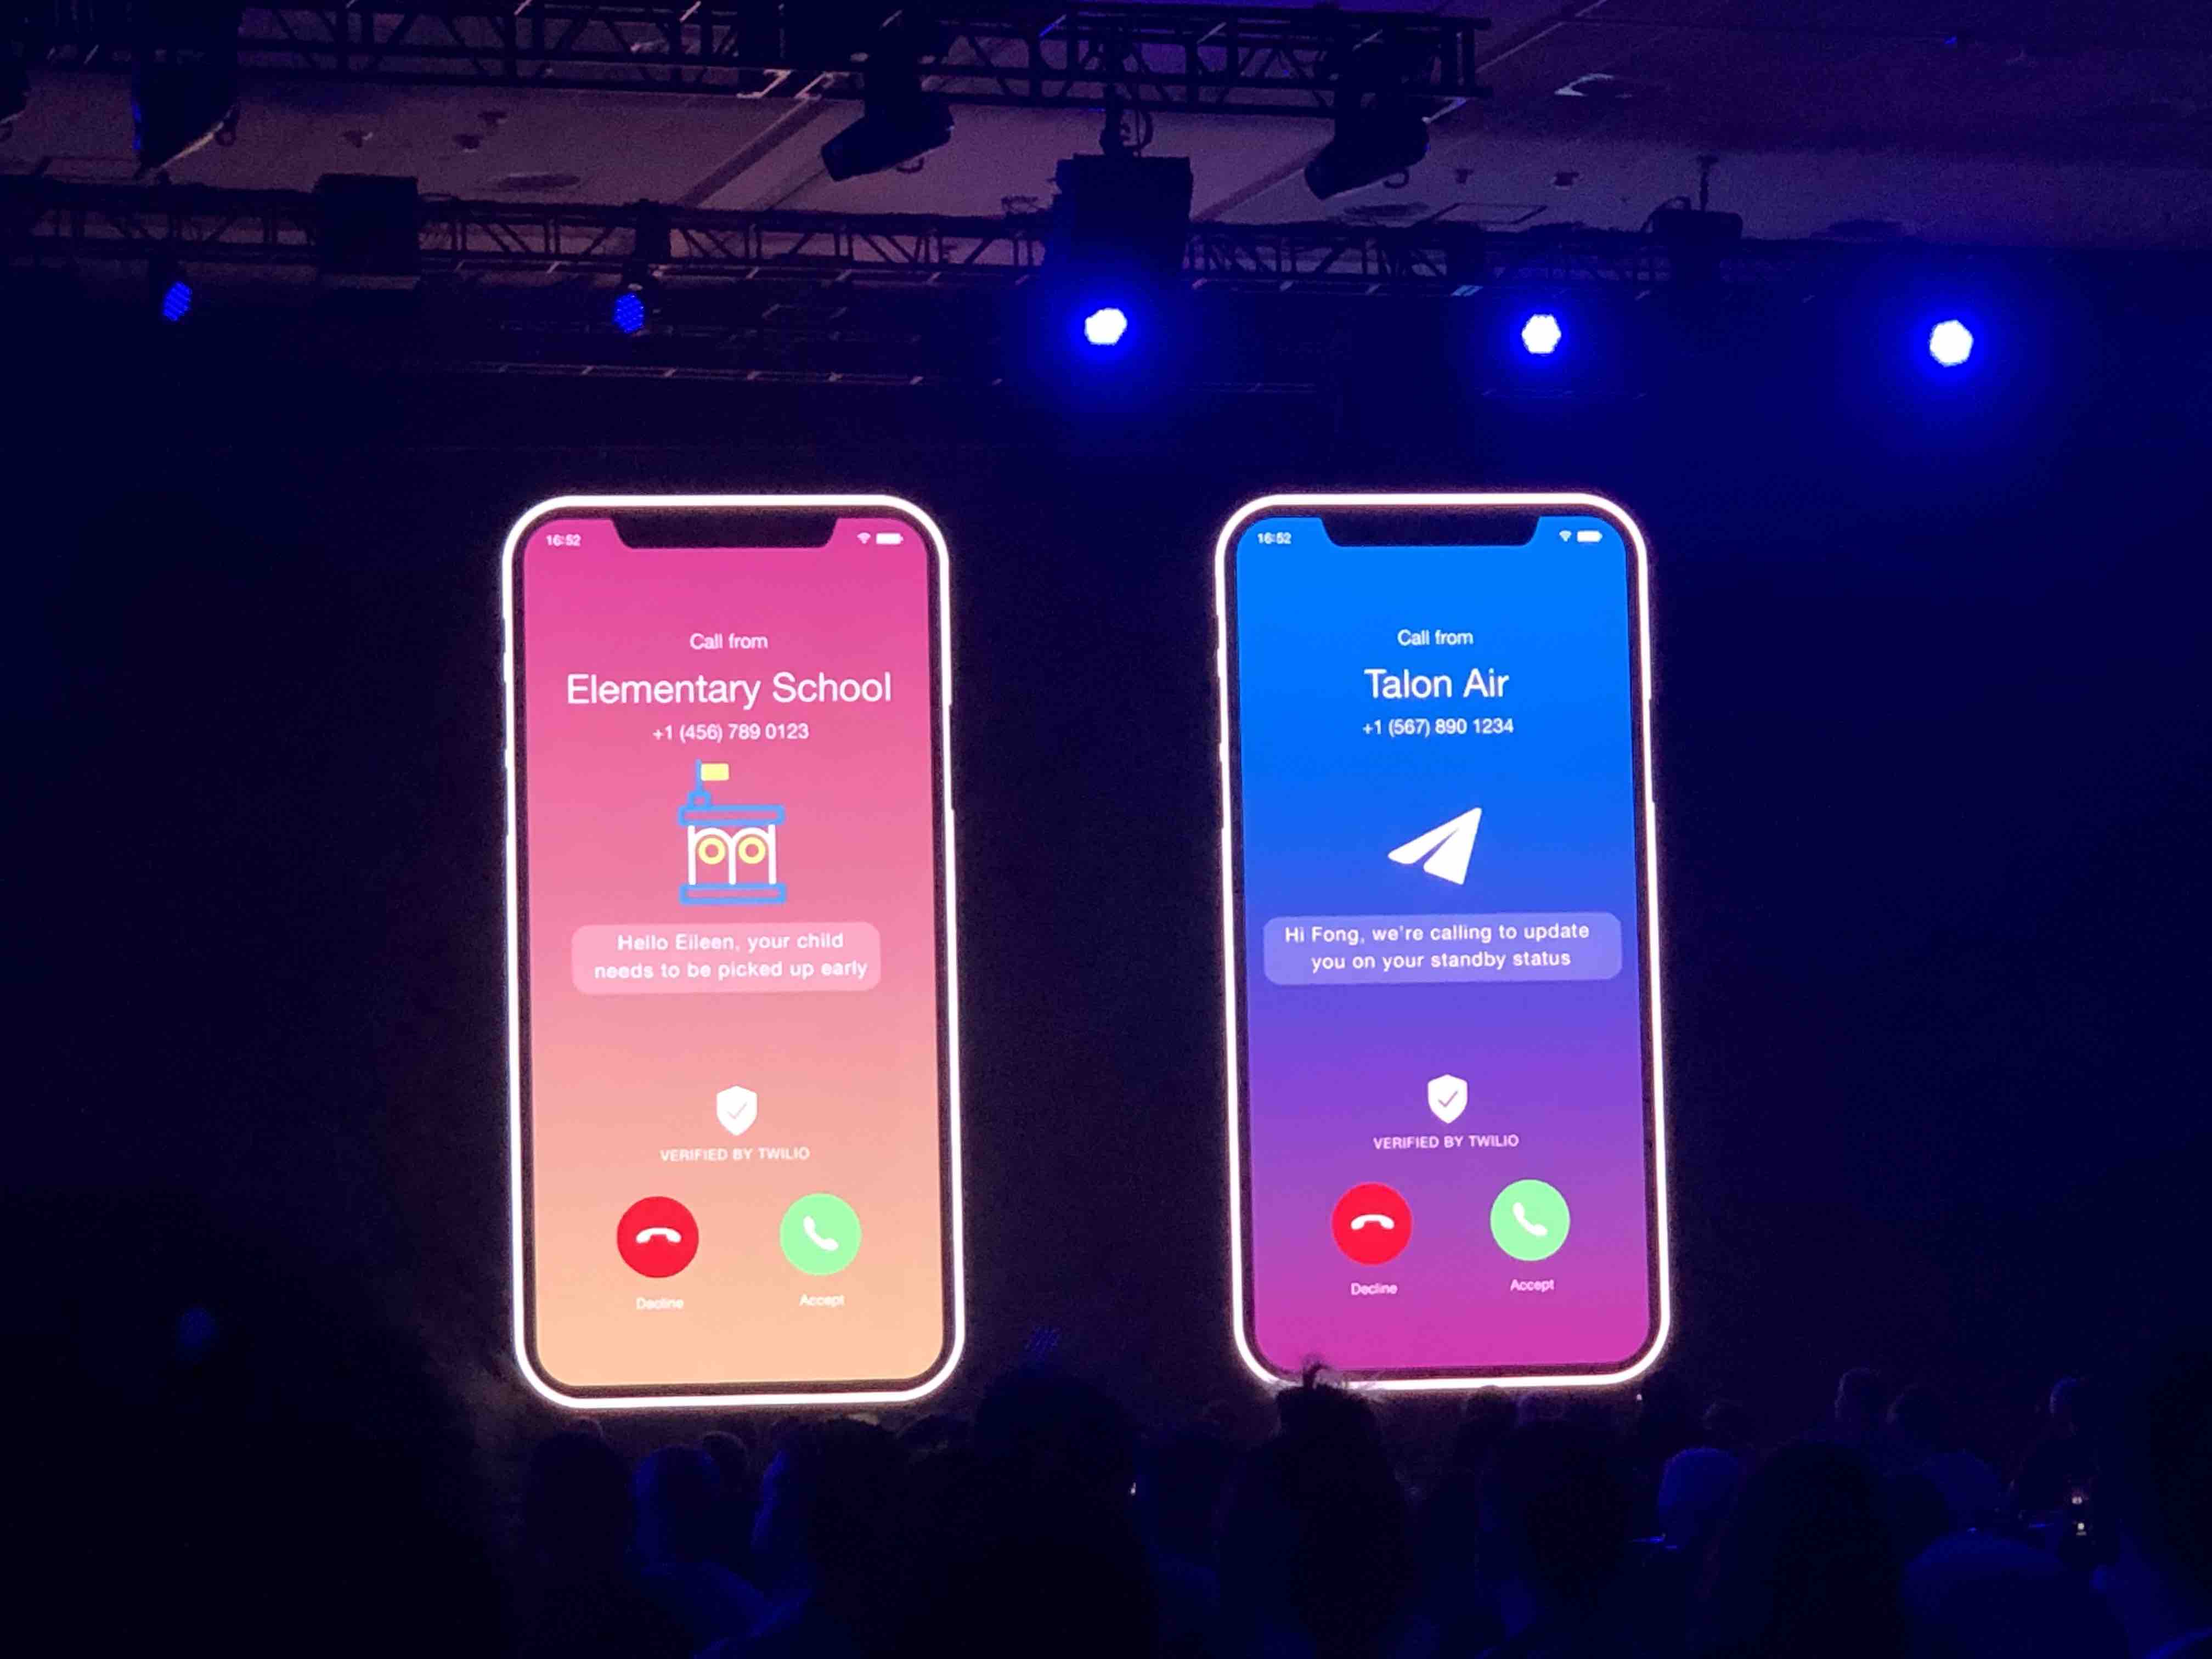 16:52
Call from
Elementary School
+1 (456) 789 0123
Hello Eileen, your child
needs to be picked up early
VERIFIED BY TWILIO
Decline
Accept
16:52
Call from
Talon Air
+1 (567) 890 1234
Hi Fong, we're calling to update
you on your standby status
VERIFIED BY TWILIO
Decline
Accept